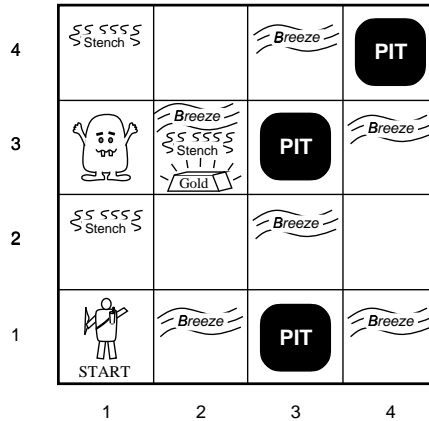 4
Stench
Breeze
PIT
3
Breeze
Stench
Gold
PIT
Breeze
2
Stench
Breeze
1
START
Breeze
PIT
Breeze
1 2 3 4